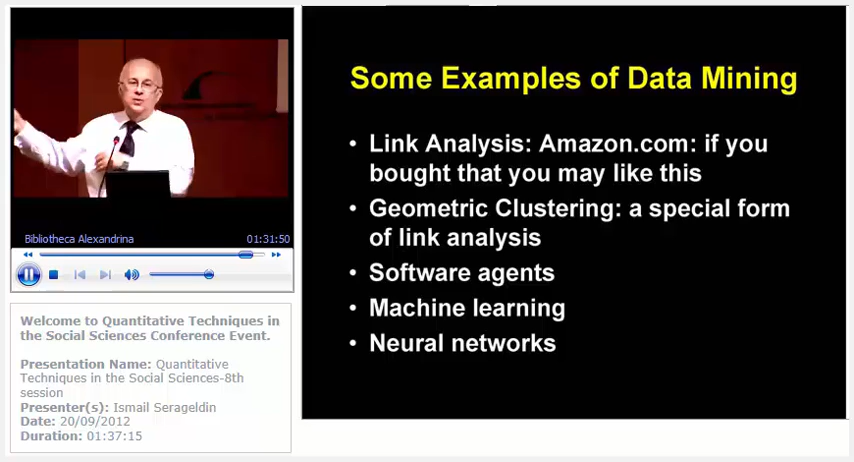 Bibliotheca Alexandrina 01:31:50
Welcome to Quantitative Techniques in
the Social Sciences Conference Event.
Presentation Name: Quantitative
Techniques in the Social Sciences-8th
session
Presenter(s): Ismail Serageldin
Date: 20/09/2012
Duration: 01:37:15
Some Examples of Data Mining
• Link Analysis: Amazon.com: if you
bought that you may like this
• Geometric Clustering: a special form
of link analysis
• Software agents
• Machine learning
• Neural networks